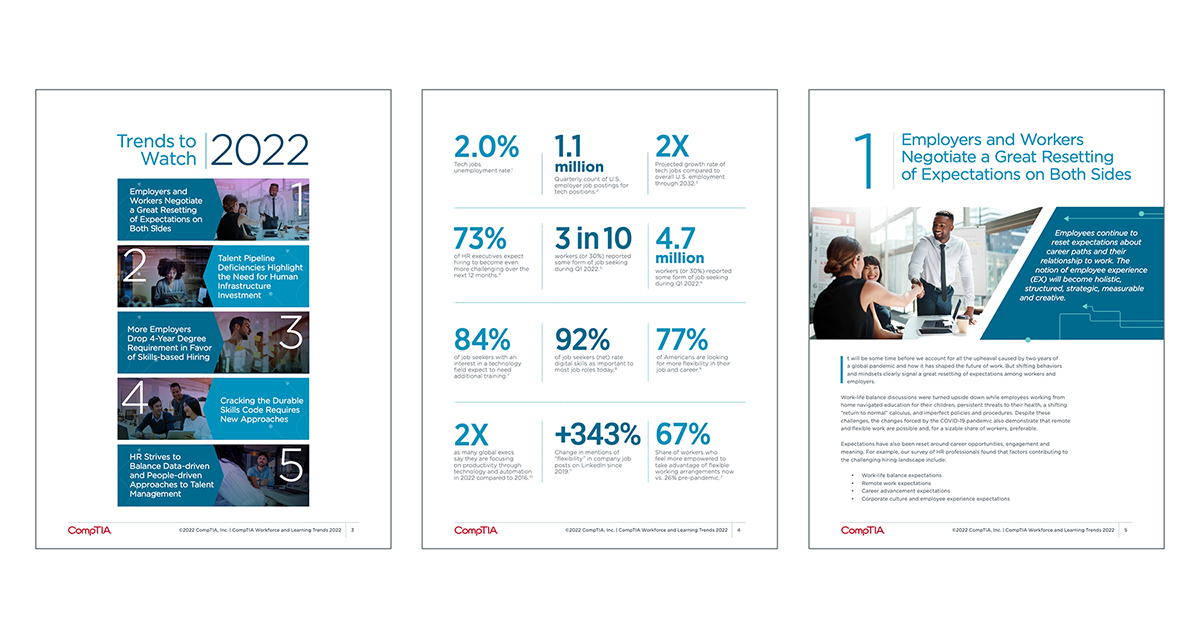 Trends to
Watch
2022
Employers and
Workers Negotiate
a Great Resetting
of Expectations on
Both Sides
1
2
Talent Pipeline
Deficiencies Highlight
the Need for Human
Infrastructure
Investment
More Employers
Drop 4-Year Degree
Requirement in Favor
of Skills-based Hiring
3
4
Cracking the Durable
Skills Code Requires
New Approaches
HR Strives to
Balance Data-driven
and People-driven
Approaches to Talent
Management
5
CompTIA
©2022 CompTIA, Inc. | CompTIA Workforce and Learning Trends 2022 | 3
2.0%
Tech jobs
unemployment rate.¹
1.1
million
Quarterly count of U.S.
employer job postings for
tech positions.²
2X
Projected growth rate of
tech jobs compared to
overall U.S. employment
through 2032.³
73%
of HR executives expect
hiring to become even
more challenging over the
next 12 months.⁴
3 in 10
workers (or 30%) reported
some form of job seeking
during Q1 2022.⁵
4.7
million
workers (or 30%) reported
some form of job seeking
during Q1 2022.⁶
84%
of job seekers with an
interest in a technology
field expect to need
additional training.⁷
92%
of job seekers (net) rate
digital skills as important to
most job roles today.⁸
77%
of Americans are looking
for more flexibility in their
job and career.⁸
2X
as many global execs
say they are focusing
on productivity through
technology and automation
in 2022 compared to 2016.¹⁰
+343%
Change in mentions of
"flexibility" in company job
posts on LinkedIn since
2019.¹¹
67%
Share of workers who
feel more empowered to
take advantage of flexible
working arrangements now
vs. 26% pre-pandemic.⁷
CompTIA
©2022 CompTIA, Inc. | CompTIA Workforce and Learning Trends 2022 | 4
1
Employers and Workers
Negotiate a Great Resetting
of Expectations on Both Sides
Employees continue to
reset expectations about
career paths and their
relationship to work. The
notion of employee experience
(EX) will become holistic,
structured, strategic, measurable
and creative.
It will be some time before we account for all the upheaval caused by two years of
a global pandemic and how it has shaped the future of work. But shifting behaviors
and mindsets clearly signal a great resetting of expectations among workers and
employers.
Work-life balance discussions were turned upside down while employees working from
home navigated education for their children, persistent threats to their health, a shifting
"return to normal" calculus, and imperfect policies and procedures. Despite these
challenges, the changes forced by the COVID-19 pandemic also demonstrate that remote
and flexible work are possible and, for a sizable share of workers, preferable.
Expectations have also been reset around career opportunities, engagement and
meaning. For example, our survey of HR professionals found that factors contributing to
the challenging hiring landscape include:
• Work-life balance expectations
• Remote work expectations
• Career advancement expectations
• Corporate culture and employee experience expectations
CompTIA
©2022 CompTIA, Inc. | CompTIA Workforce and Learning Trends 2022 | 5